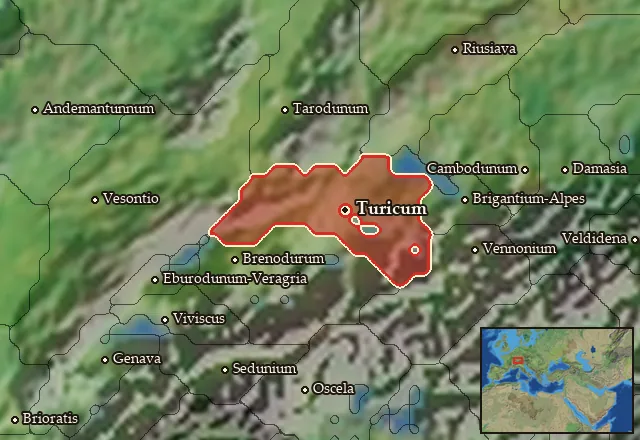 Riusiava
Andemantunnum
Tarodunum
Cambodunum
Damasia
Vesontio
Brigantium-Alpes
Turicum
Veldidena
Vennonium
Brenodurum
Eburodunum-Veragria
Viviscus
Genava
Sedunium
Oscela
Brioratis